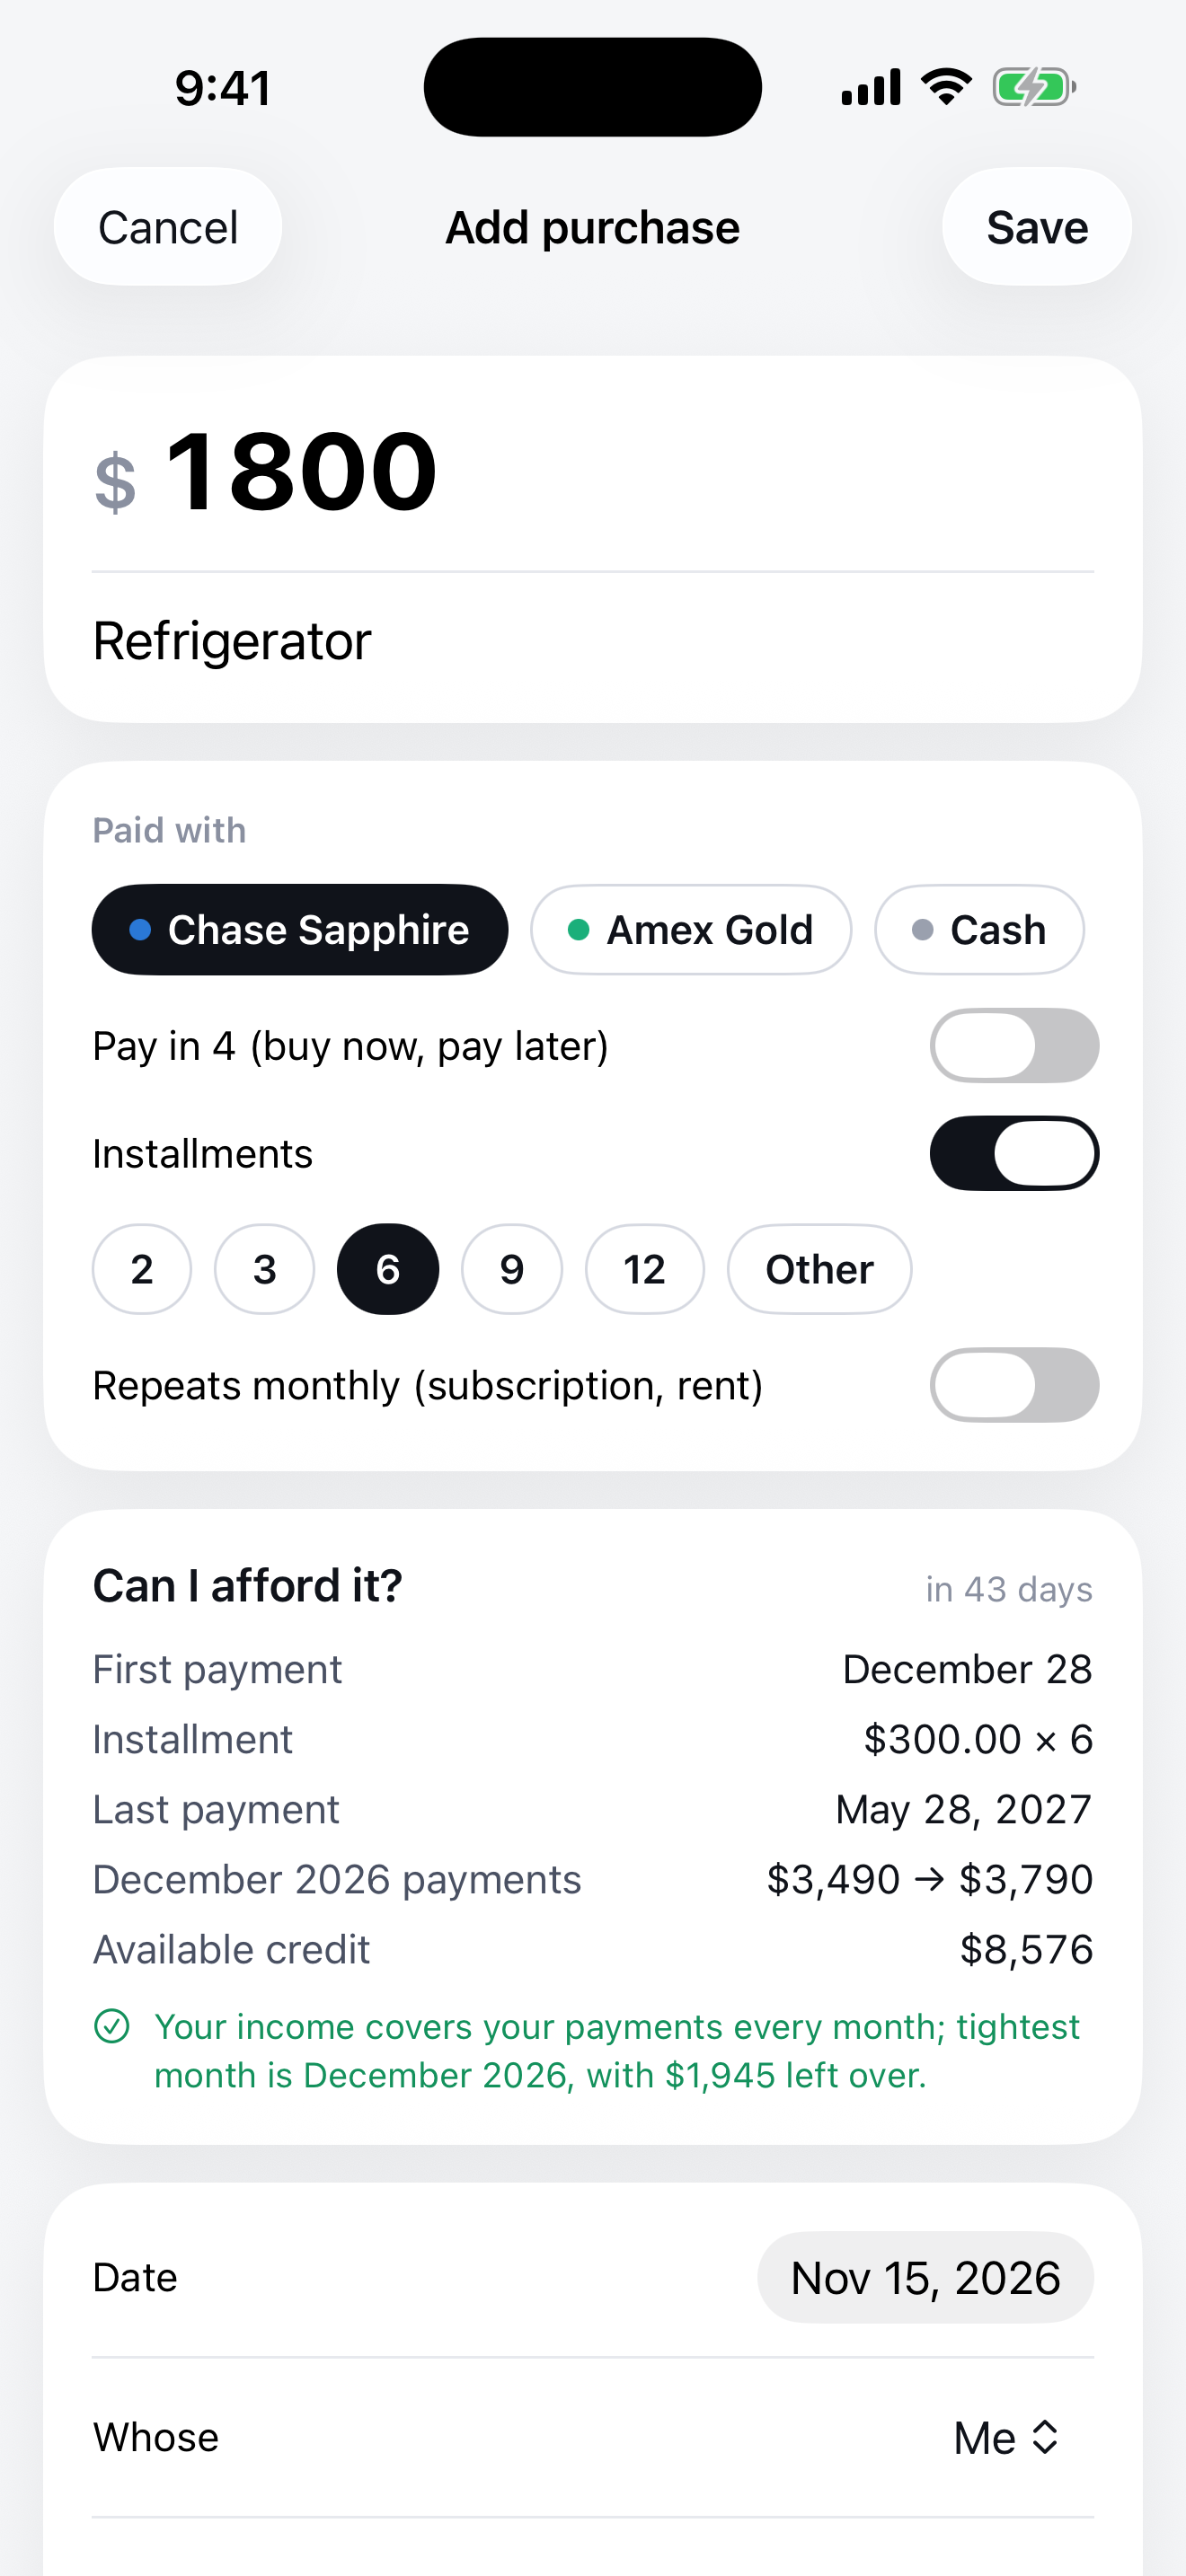 9:41
Cancel
Add purchase
Save
$ 1800
Refrigerator
Paid with
Chase Sapphire
Amex Gold
Cash
Pay in 4 (buy now, pay later)
Installments
2
3
6
9
12
Other
Repeats monthly (subscription, rent)
Can I afford it?
in 43 days
First payment
December 28
Installment
$300.00 × 6
Last payment
May 28, 2027
December 2026 payments
$3,490 → $3,790
Available credit
$8,576
Your income covers your payments every month; tightest
month is December 2026, with $1,945 left over.
Date
Nov 15, 2026
Whose
Me